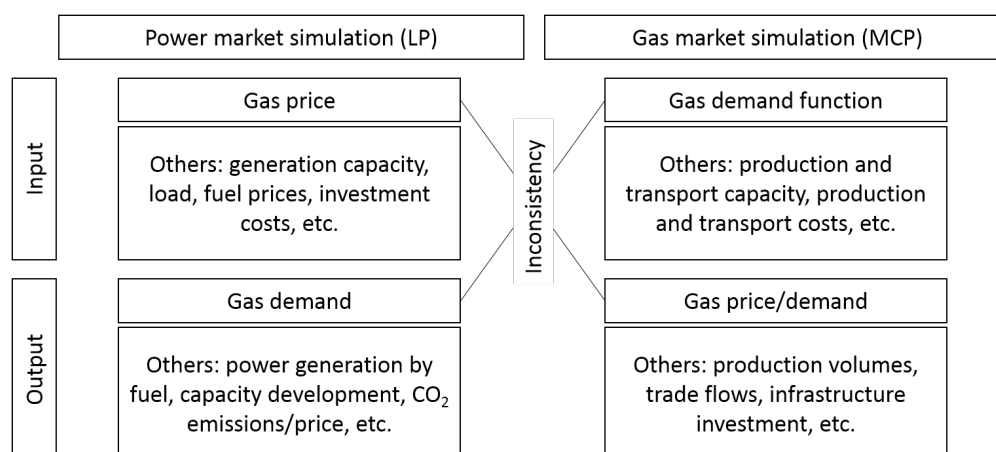 Power market simulation (LP)
Gas market simulation (MCP)
Input
Gas price
Others: generation capacity,
load, fuel prices, investment
costs, etc.
Inconsistency
Gas demand function
Others: production and
transport capacity, production
and transport costs, etc.
Output
Gas demand
Others: power generation by
fuel, capacity development, CO₂
emissions/price, etc.
Gas price/demand
Others: production volumes,
trade flows, infrastructure
investment, etc.